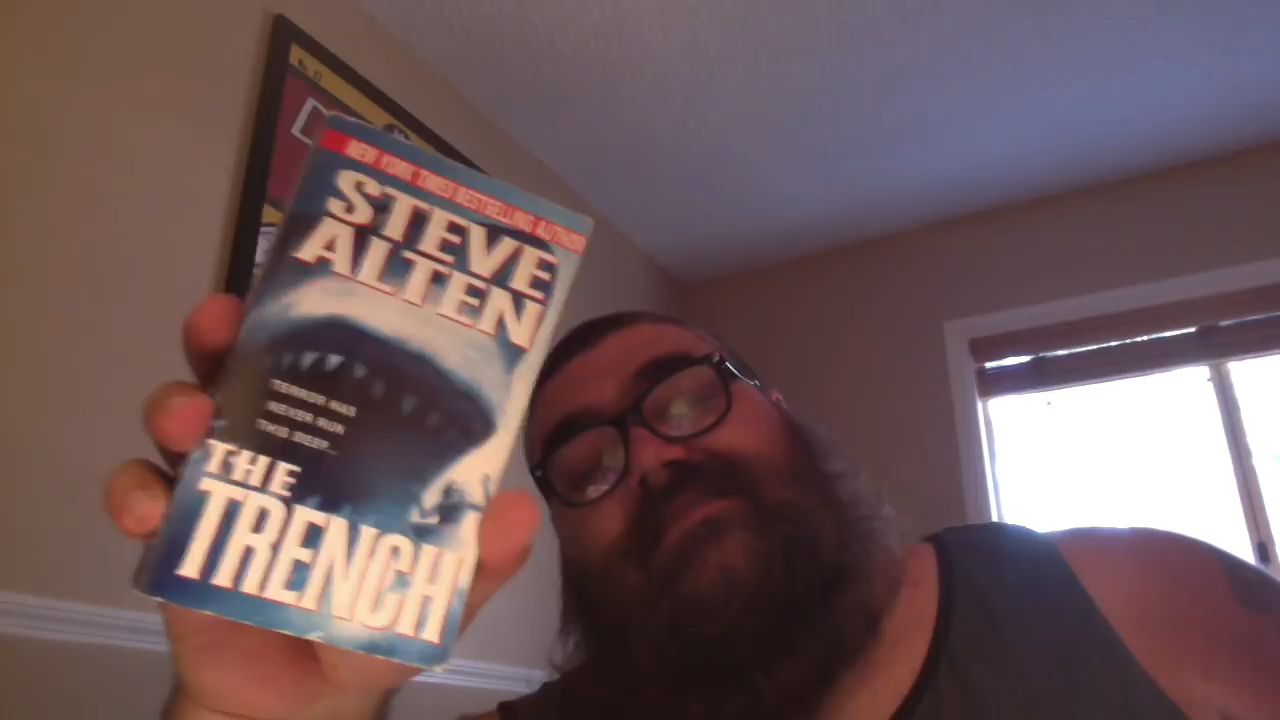 NEW YORK TIMES BESTSELLING AUTHOR
STEVE
ALTEN
TERROR HAS
NEVER RUN
THIS DEEP...
THE
TRENCH